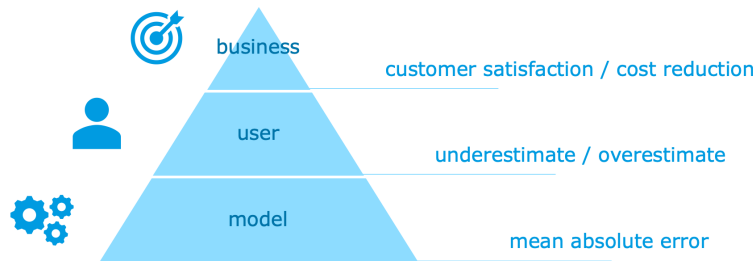 business
customer satisfaction / cost reduction
user
underestimate / overestimate
model
mean absolute error